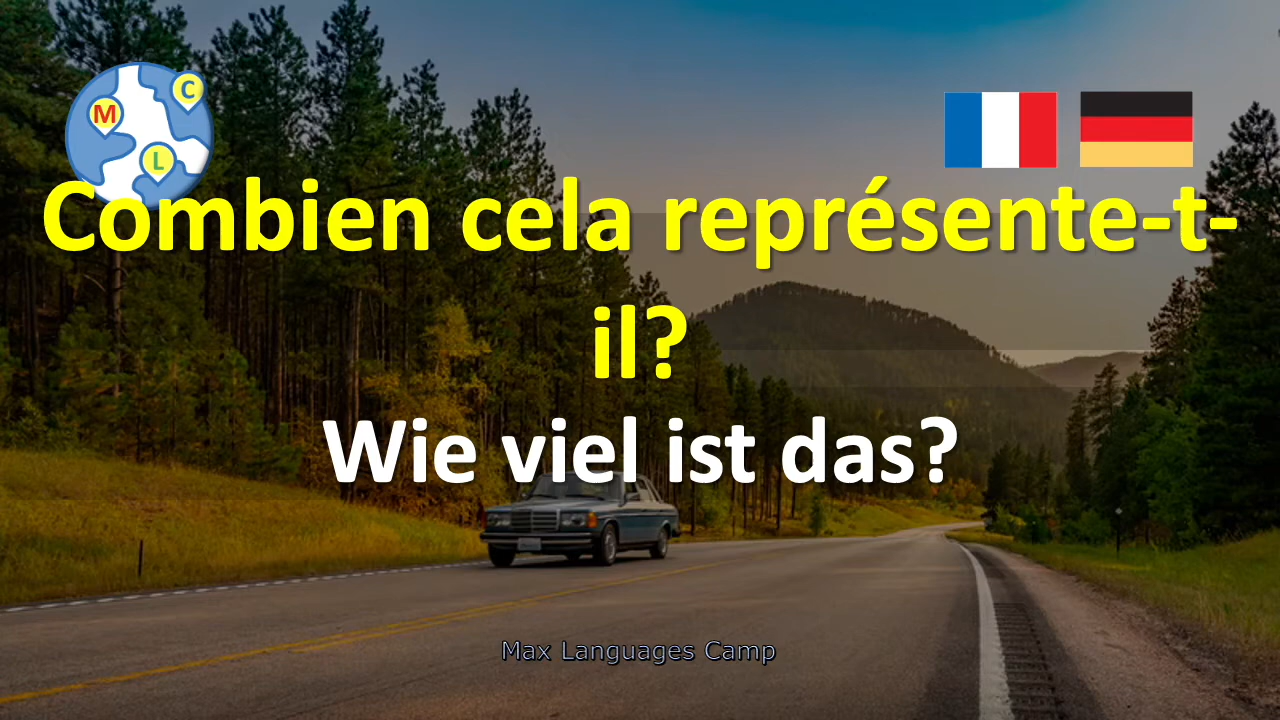 C
M
L
Combien cela représente-t-
il?
Wie viel ist das?
Max Languages Camp